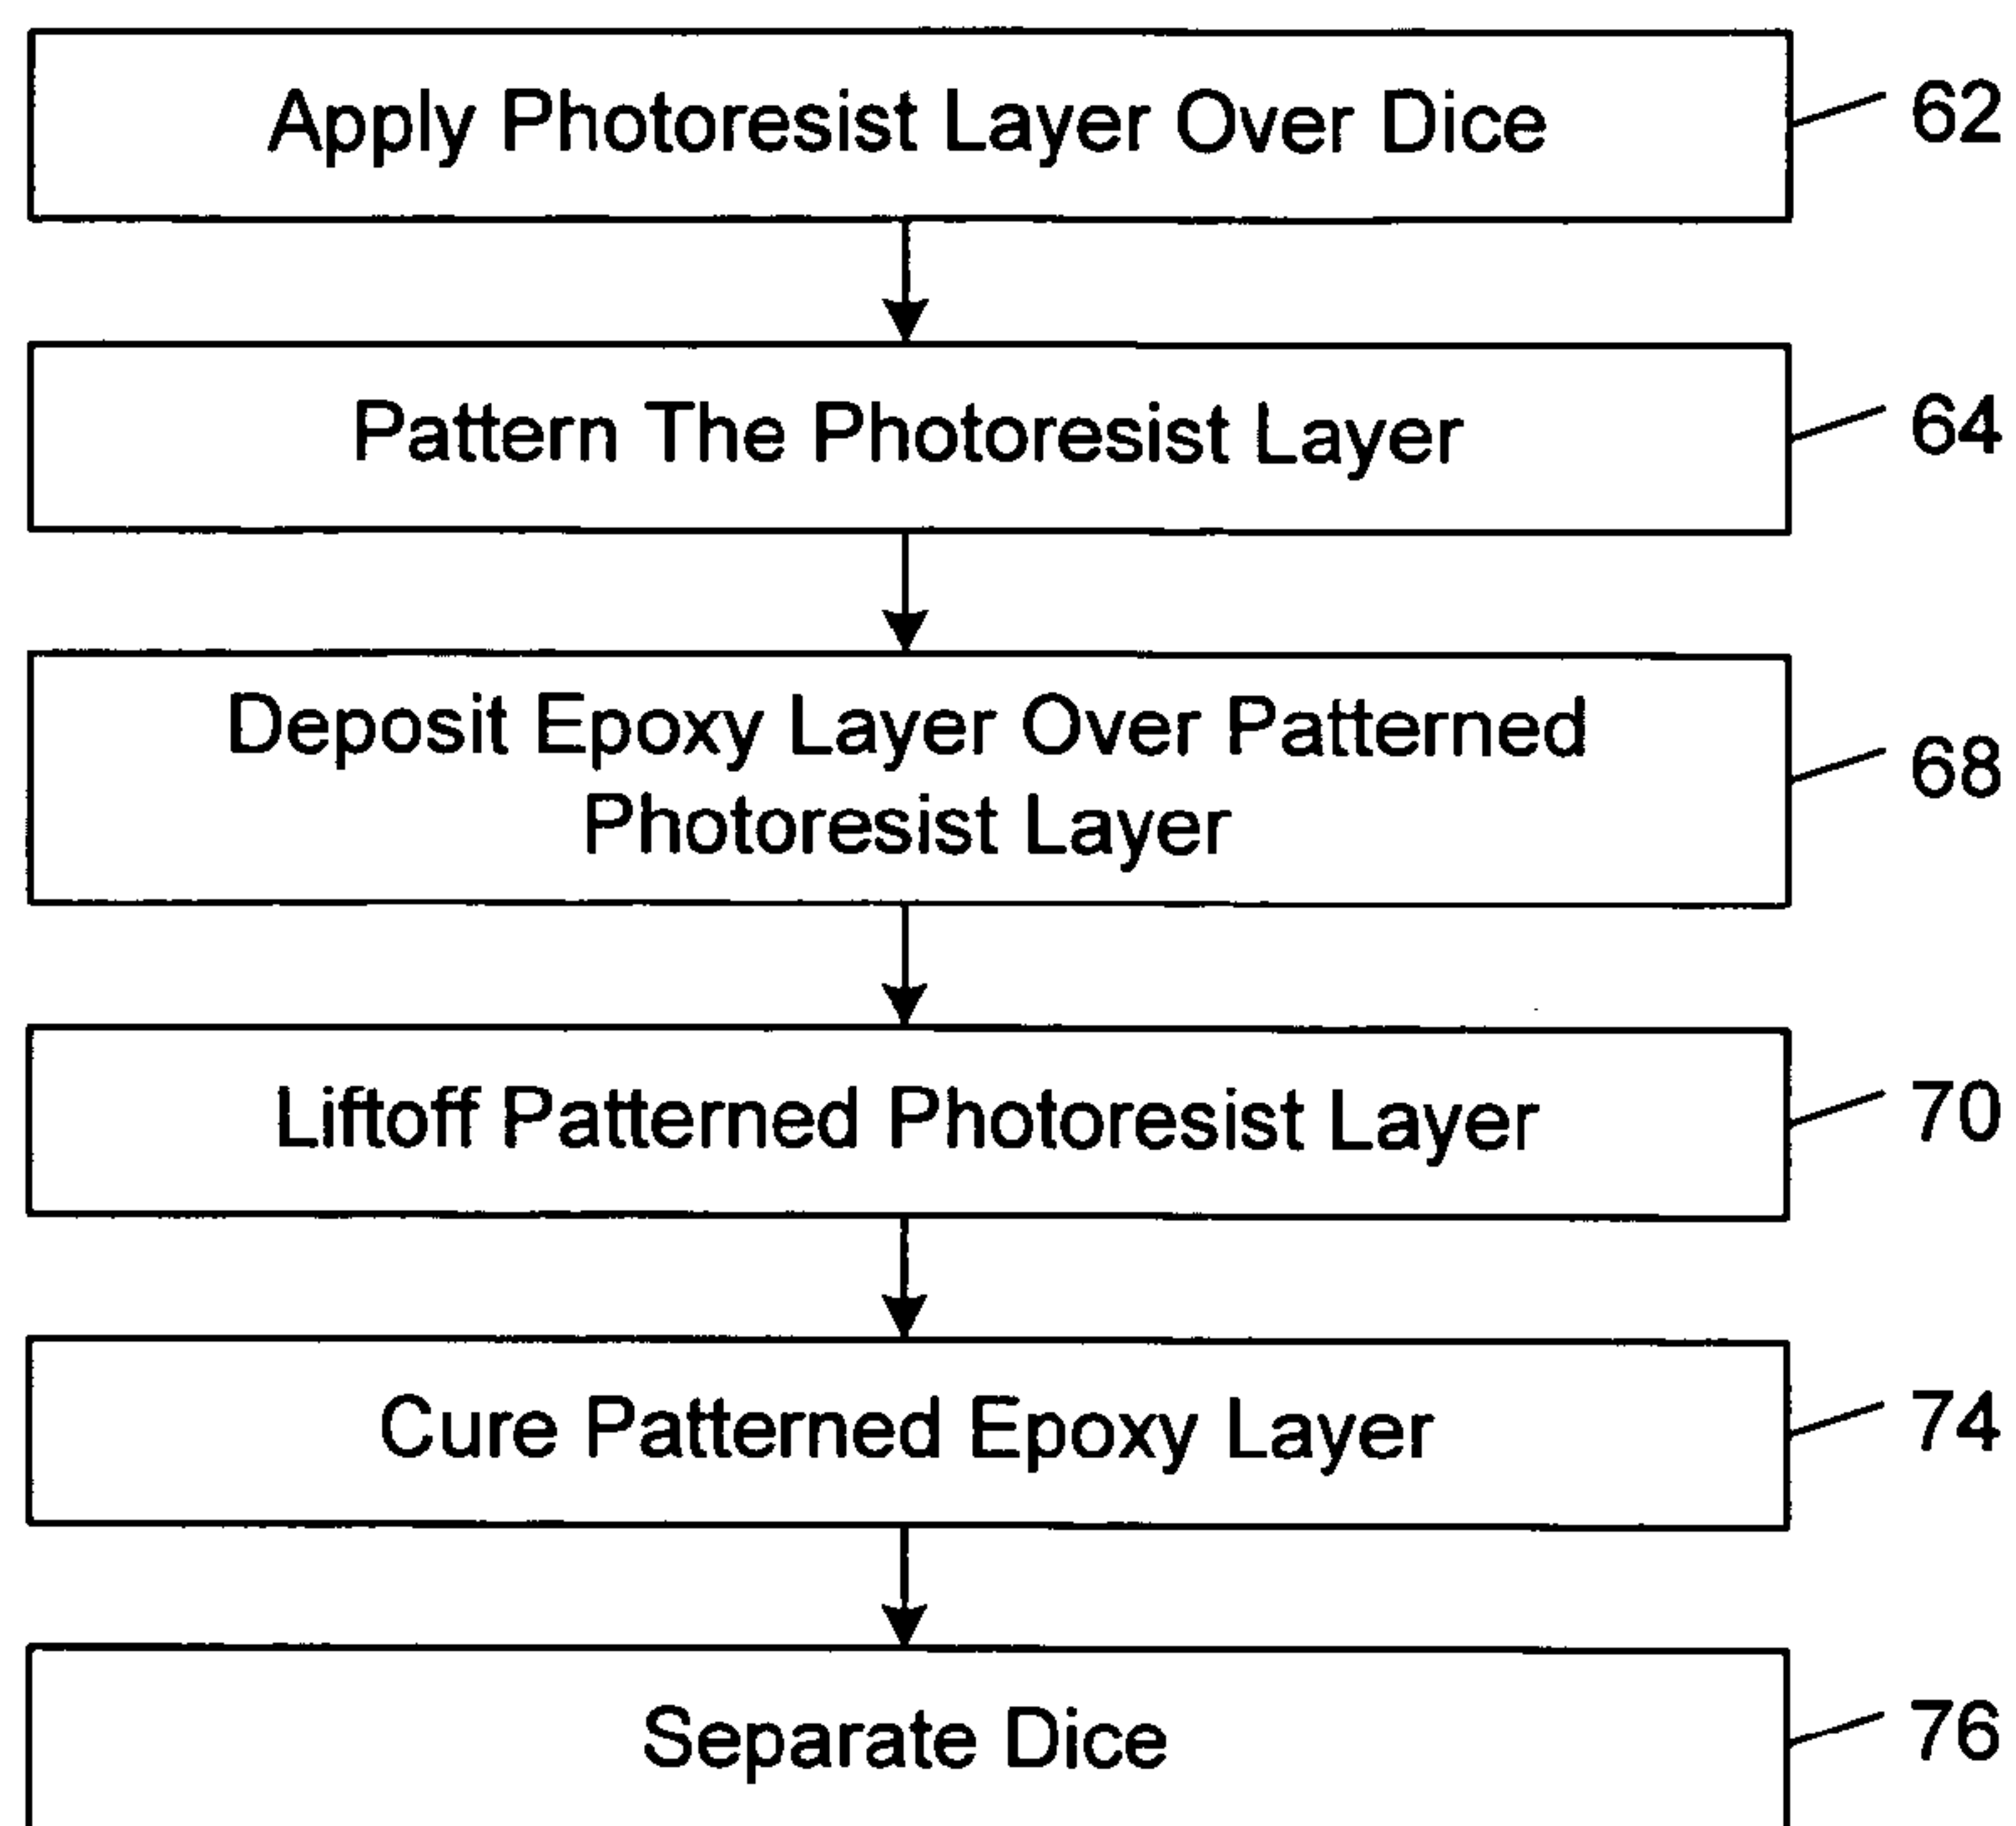 Apply Photoresist Layer Over Dice
62
Pattern The Photoresist Layer
64
Deposit Epoxy Layer Over Patterned
Photoresist Layer
68
Liftoff Patterned Photoresist Layer
70
Cure Patterned Epoxy Layer
74
Separate Dice
76